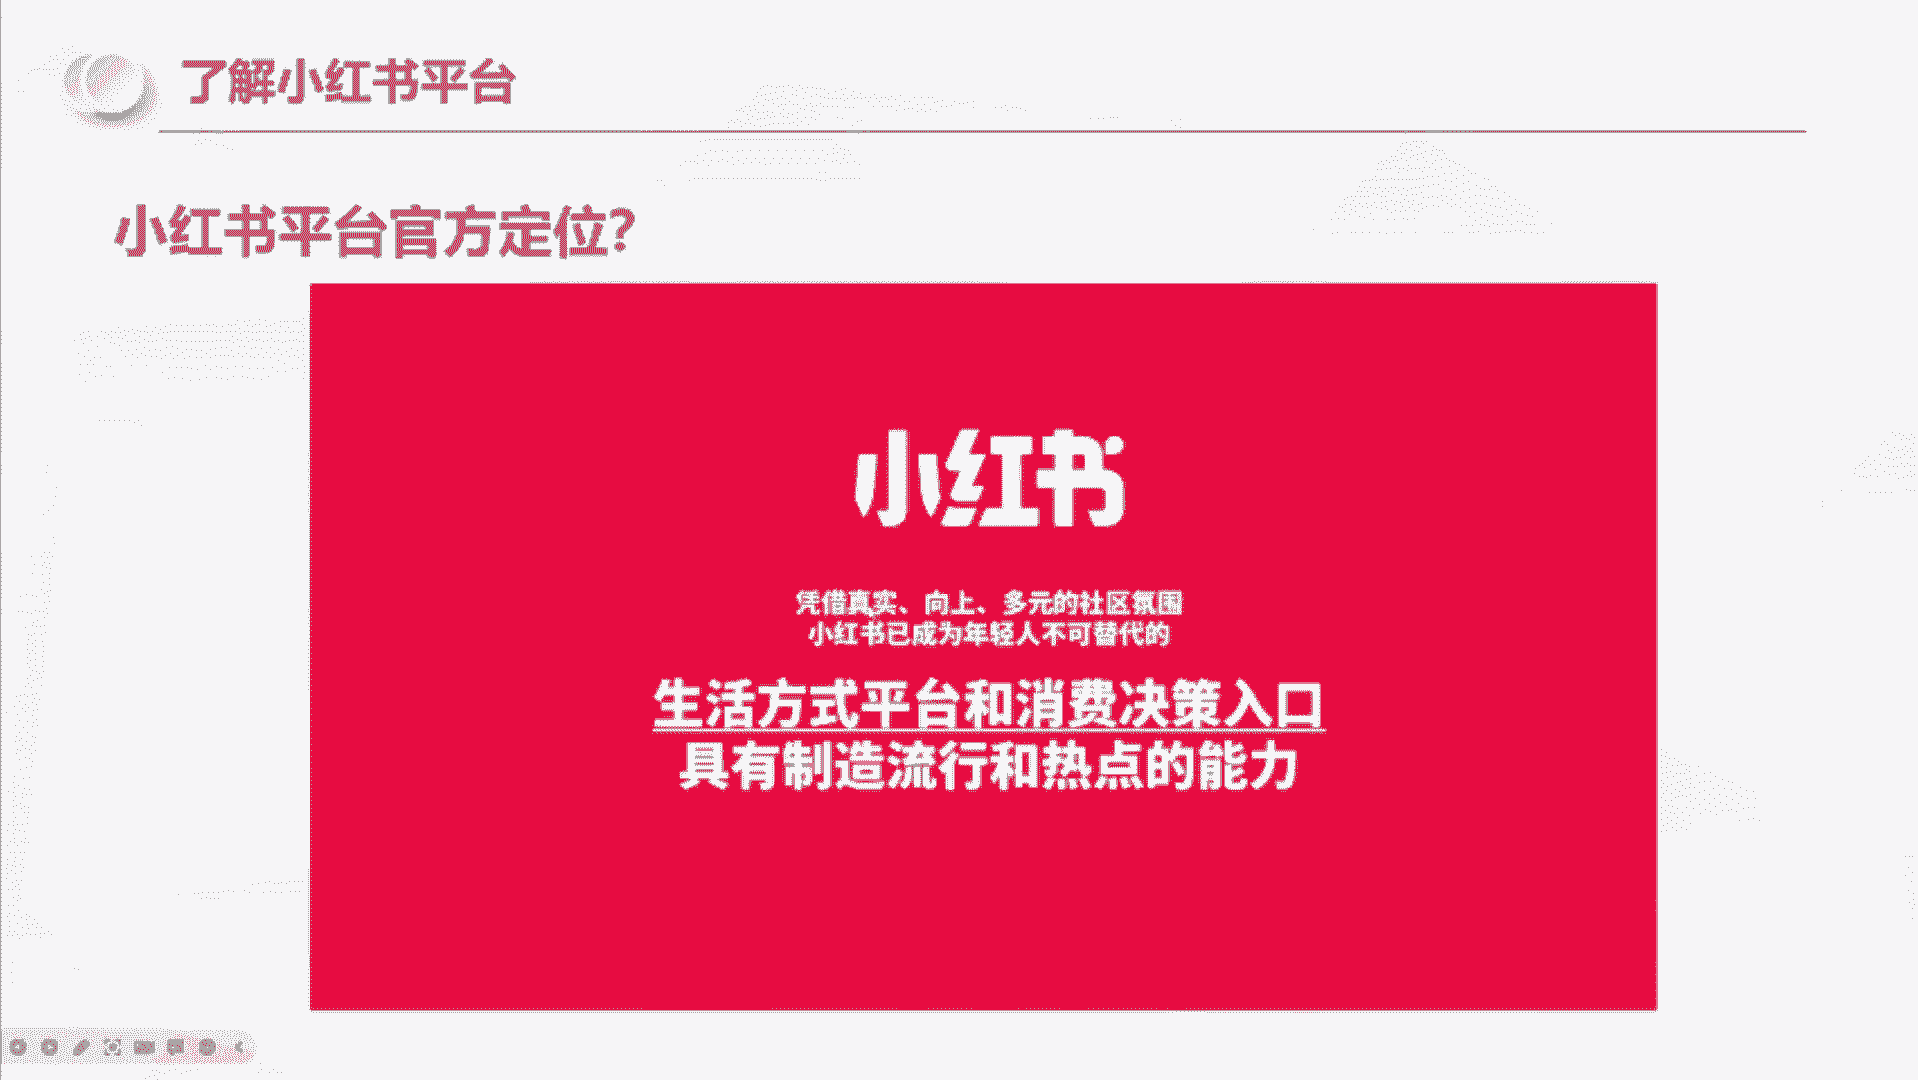 了解小红书平台
小红书平台官方定位？
小红书
凭借真实、向上、多元的社区氛围
小红书已成为年轻人不可替代的
生活方式平台和消费决策入口
具有制造流行和热点的能力